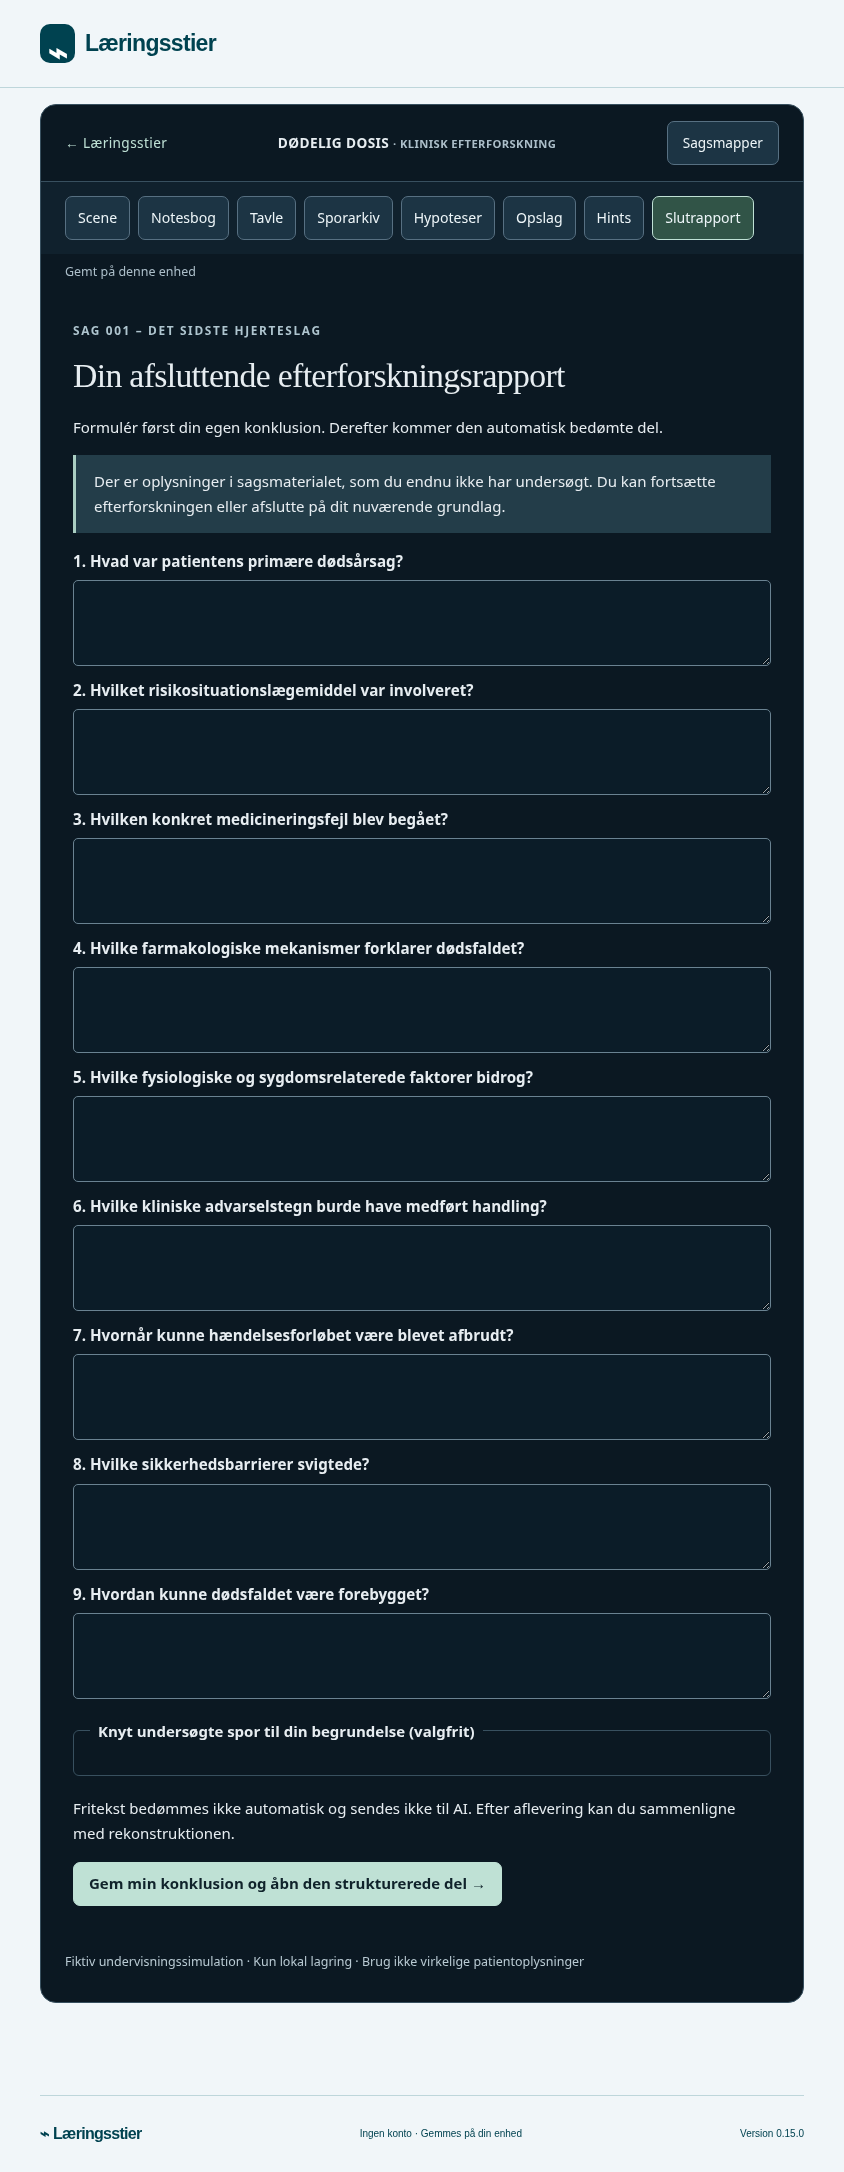 Læringsstier
← Læringsstier
DØDELIG DOSIS · KLINISK EFTERFORSKNING
Sagsmapper
Scene
Notesbog
Tavle
Sporarkiv
Hypoteser
Opslag
Hints
Slutrapport
Gemt på denne enhed
SAG 001 – DET SIDSTE HJERTESLAG
Din afsluttende efterforskningsrapport
Formulér først din egen konklusion. Derefter kommer den automatisk bedømte del.
Der er oplysninger i sagsmaterialet, som du endnu ikke har undersøgt. Du kan fortsætte
efterforskningen eller afslutte på dit nuværende grundlag.
1. Hvad var patientens primære dødsårsag?
2. Hvilket risikosituationslægemiddel var involveret?
3. Hvilken konkret medicineringsfejl blev begået?
4. Hvilke farmakologiske mekanismer forklarer dødsfaldet?
5. Hvilke fysiologiske og sygdomsrelaterede faktorer bidrog?
6. Hvilke kliniske advarselstegn burde have medført handling?
7. Hvornår kunne hændelsesforløbet være blevet afbrudt?
8. Hvilke sikkerhedsbarrierer svigtede?
9. Hvordan kunne dødsfaldet være forebygget?
Knyt undersøgte spor til din begrundelse (valgfrit)
Fritekst bedømmes ikke automatisk og sendes ikke til AI. Efter aflevering kan du sammenligne
med rekonstruktionen.
Gem min konklusion og åbn den strukturerede del →
Fiktiv undervisningssimulation · Kun lokal lagring · Brug ikke virkelige patientoplysninger
Læringsstier
Ingen konto · Gemmes på din enhed
Version 0.15.0